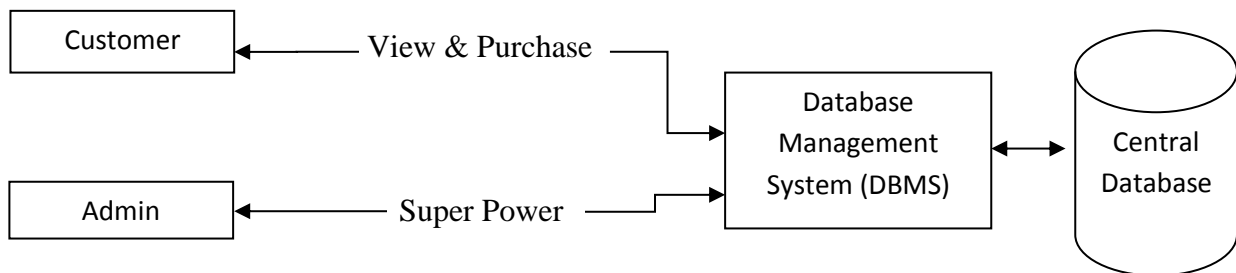 Customer
View & Purchase
Database
Management
System (DBMS)
Central
Database
Admin
Super Power